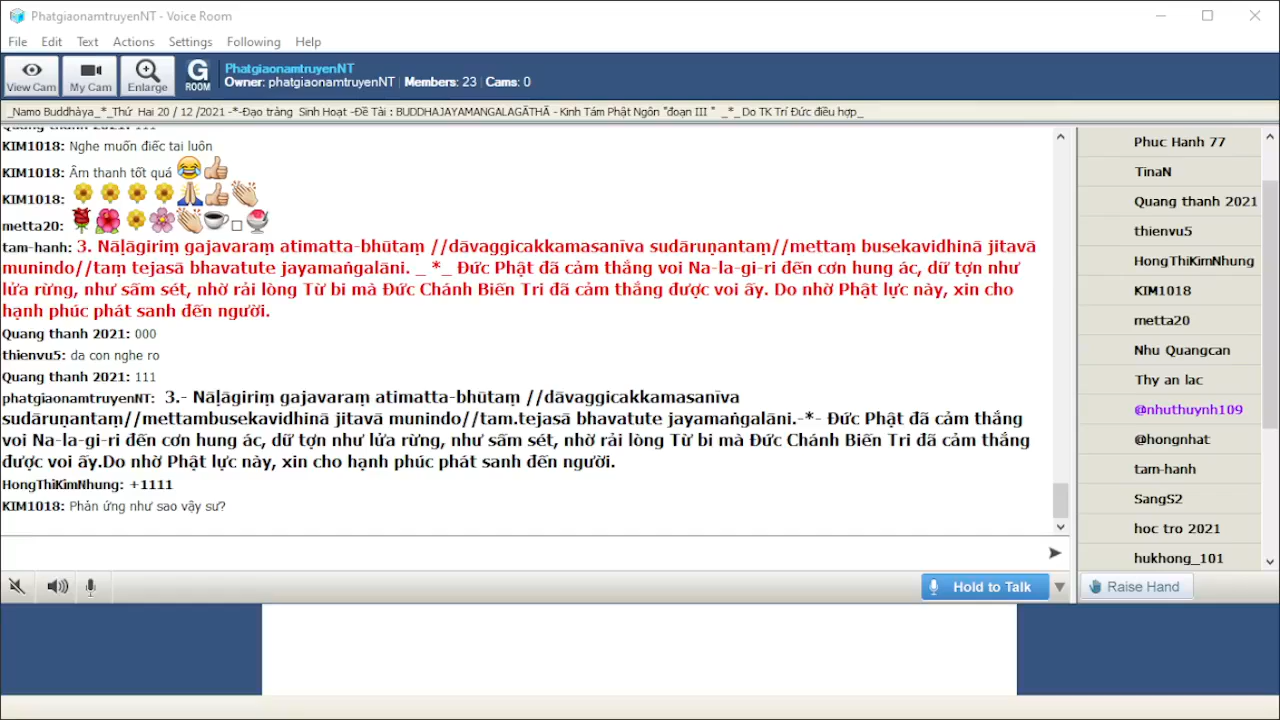 PhatgiaonamtruyenNT - Voice Room
File Edit Text Actions Settings Following Help
View Cam My Cam Enlarge G ROOM
PhatgiaonamtruyenNT
Owner: phatgiaonamtruyenNT | Members: 23 | Cams: 0
_Namo Buddhàya_*_Thứ Hai 20 / 12 /2021 -*-Đạo tràng Sinh Hoạt -Đề Tài : BUDDHAJAYAMANGALAGĀTHĀ - Kinh Tám Phật Ngôn "đoạn III " _*_ Do TK Trí Đức điều hợp_
Quang thanh 2021: 111
KIM1018: Nghe muốn điếc tai luôn
KIM1018: Âm thanh tốt quá
KIM1018:
metta20:
tam-hanh: 3. Nāḷāgiriṃ gajavaraṃ atimatta-bhūtaṃ //dāvaggicakkamasanīva sudāruṇantaṃ//mettaṃ busekavidhinā jitavā
munindo//taṃ tejasā bhavatute jayamaṅgalāni. _ *_ Đức Phật đã cảm thắng voi Na-la-gi-ri đến cơn hung ác, dữ tợn như
lửa rừng, như sấm sét, nhờ rải lòng Từ bi mà Đức Chánh Biến Tri đã cảm thắng được voi ấy. Do nhờ Phật lực này, xin cho
hạnh phúc phát sanh đến người.
Quang thanh 2021: 000
thienvu5: da con nghe ro
Quang thanh 2021: 111
phatgiaonamtruyenNT: 3.- Nāḷāgiriṃ gajavaraṃ atimatta-bhūtaṃ //dāvaggicakkamasanīva
sudāruṇantaṃ//mettambusekavidhinā jitavā munindo//tam.tejasā bhavatute jayamaṅgalāni.-*- Đức Phật đã cảm thắng
voi Na-la-gi-ri đến cơn hung ác, dữ tợn như lửa rừng, như sấm sét, nhờ rải lòng Từ bi mà Đức Chánh Biến Tri đã cảm thắng
được voi ấy.Do nhờ Phật lực này, xin cho hạnh phúc phát sanh đến người.
HongThiKimNhung: +1111
KIM1018: Phản ứng như sao vậy sư?
Phuc Hanh 77
TinaN
Quang thanh 2021
thienvu5
HongThiKimNhung
KIM1018
metta20
Nhu Quangcan
Thy an lac
@nhuthuynh109
@hongnhat
tam-hanh
SangS2
hoc tro 2021
hukhong_101
Hold to Talk
Raise Hand